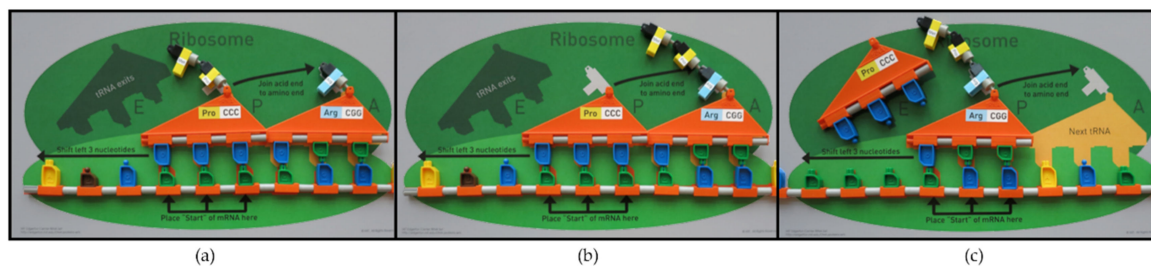 Ribosome
tRNA exits
Join acid end
to amino end
E P A
Pro CCC
Arg CGG
Shift left 3 nucleotides
Place "Start" of mRNA here
Ribosome
tRNA exits
Join acid end
to amino end
E P A
Pro CCC
Arg CGG
Shift left 3 nucleotides
Place "Start" of mRNA here
osome
Pro CCC
Join acid end
to amino end
E P A
Arg CGG
Next tRNA
Shift left 3 nucleotides
Place "Start" of mRNA here
(a) (b) (c)